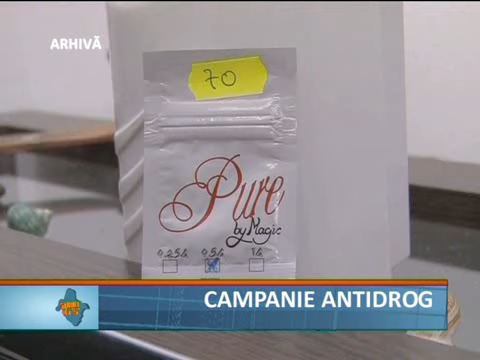 ARHIVĂ
70
Pure
by Magic
0,25g 0,5g 1g
CAMPANIE ANTIDROG